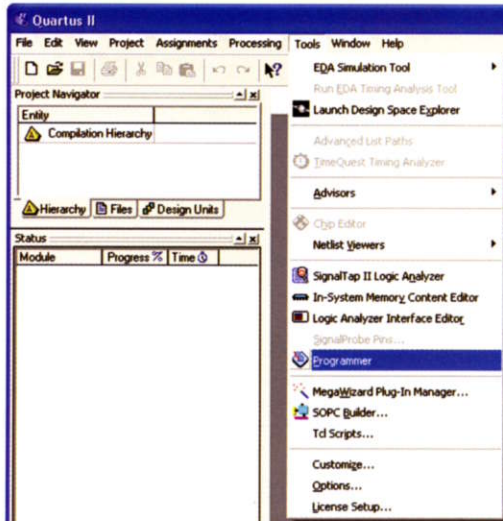 Quartus II
File Edit View Project Assignments Processing Tools Window Help
Project Navigator
Entity
Compilation Hierarchy
Hierarchy Files Design Units
Status
Module Progress % Time
EDA Simulation Tool
Run EDA Timing Analysis Tool
Launch Design Space Explorer
Advanced List Paths
TimeQuest Timing Analyzer
Advisors
Chip Editor
Netlist Viewers
SignalTap II Logic Analyzer
In-System Memory Content Editor
Logic Analyzer Interface Editor
SignalProbe Pins...
Programmer
MegaWizard Plug-In Manager...
SOPC Builder...
Tcl Scripts...
Customize...
Options...
License Setup...